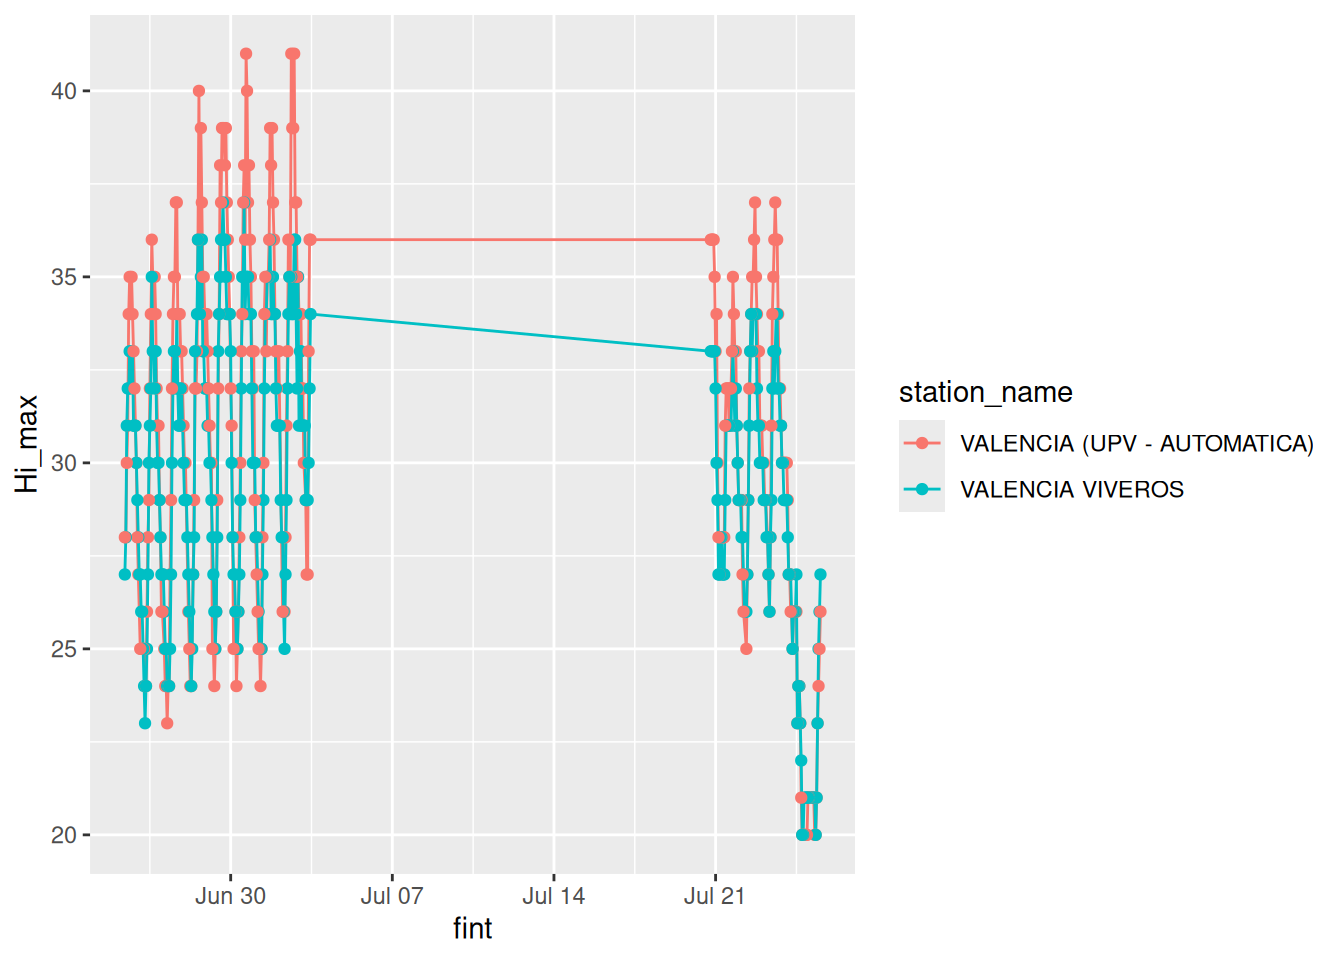 Hi_max
40
35
30
25
20
Jun 30
Jul 07
Jul 14
Jul 21
fint
station_name
VALENCIA (UPV - AUTOMATICA)
VALENCIA VIVEROS